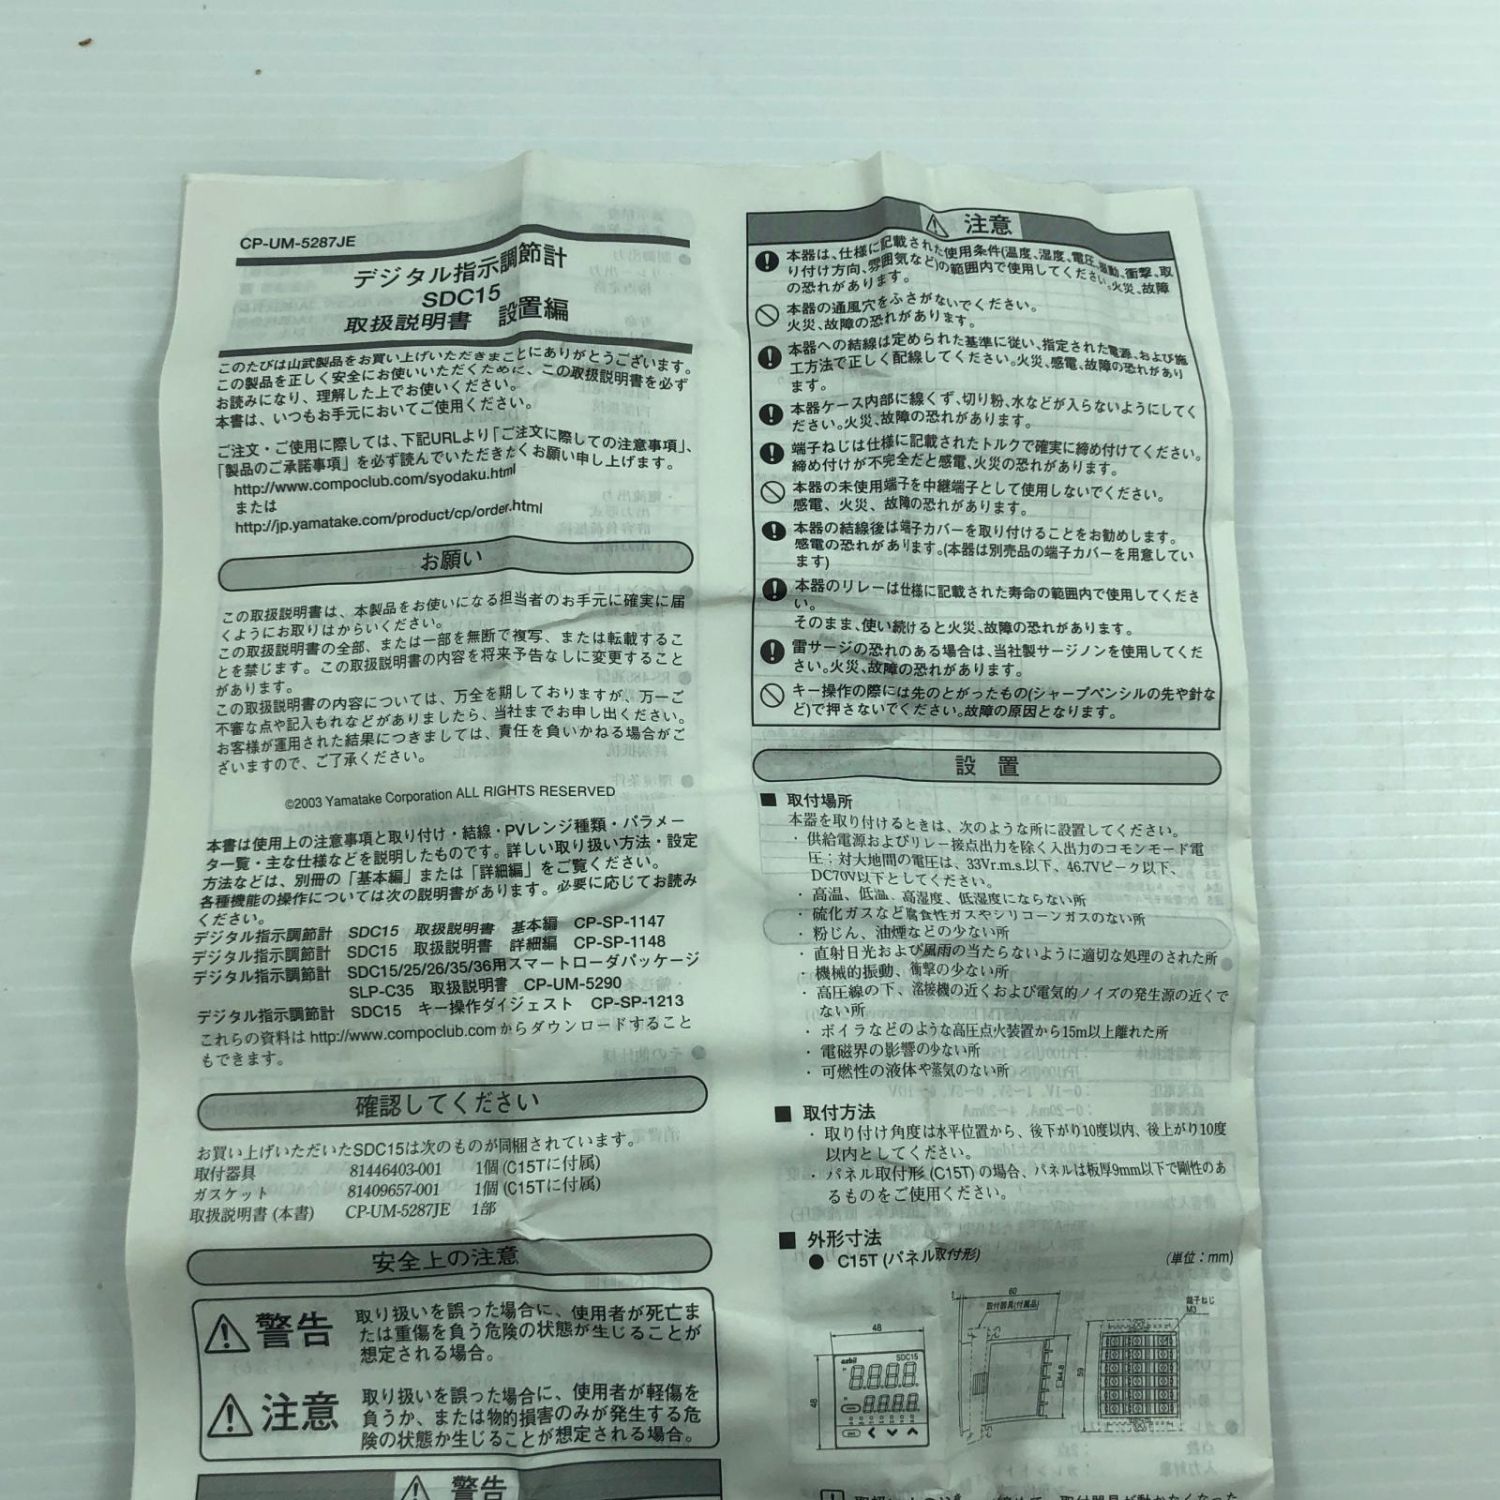 CP-UM-5287JE
デジタル指示調節計
SDC15
取扱説明書　設置編
このたびは山武製品をお買い上げいただきまことにありがとうございます。
この製品を正しく安全にお使いいただくために、この取扱説明書を必ず
お読みになり、理解した上でお使いください。
本書は、いつもお手元においてご使用ください。
ご注文・ご使用に際しては、下記URLより「ご注文に際しての注意事項」、
「製品のご承諾事項」を必ず読んでいただきたくお願い申し上げます。
http://www.compoclub.com/syodaku.html
または
http://jp.yamatake.com/product/cp/order.html
お願い
この取扱説明書は、本製品をお使いになる担当者のお手元に確実に届
くようにお取りはからいください。
この取扱説明書の全部、または一部を無断で複写、または転載するこ
とを禁じます。この取扱説明書の内容を将来予告なしに変更すること
があります。
この取扱説明書の内容については、万全を期しておりますが、万一ご
不審な点や記入もれなどがありましたら、当社までお申し出ください。
お客様が運用された結果につきましては、責任を負いかねる場合がご
ざいますので、ご了承ください。
©2003 Yamatake Corporation ALL RIGHTS RESERVED
本書は使用上の注意事項と取り付け・結線・PVレンジ種類・パラメー
タ一覧・主な仕様などを説明したものです。詳しい取り扱い方法・設定
方法などは、別冊の「基本編」または「詳細編」をご覧ください。
各種機能の操作については次の説明書があります。必要に応じてお読み
ください。
デジタル指示調節計　SDC15　取扱説明書　基本編　CP-SP-1147
デジタル指示調節計　SDC15　取扱説明書　詳細編　CP-SP-1148
デジタル指示調節計　SDC15/25/26/35/36用スマートローダパッケージ
SLP-C35　取扱説明書　CP-UM-5290
デジタル指示調節計　SDC15　キー操作ダイジェスト　CP-SP-1213
これらの資料は http://www.compoclub.com からダウンロードすること
もできます。
確認してください
お買い上げいただいたSDC15は次のものが同梱されています。
取付器具　81446403-001　1個 (C15Tに付属)
ガスケット　81409657-001　1個 (C15Tに付属)
取扱説明書 (本書)　CP-UM-5287JE　1部
安全上の注意
警告　取り扱いを誤った場合に、使用者が死亡ま
たは重傷を負う危険の状態が生じることが
想定される場合。
注意　取り扱いを誤った場合に、使用者が軽傷を
負うか、または物的損害のみが発生する危
険の状態が生じることが想定される場合。
警告
注意
本器は、仕様に記載された使用条件(温度、湿度、電圧、振動、衝撃、取
り付け方向、雰囲気など)の範囲内で使用してください。火災、故障
の恐れがあります。
本器の通風穴をふさがないでください。
火災、故障の恐れがあります。
本器への結線は定められた基準に従い、指定された電源、および施
工方法で正しく配線してください。火災、感電、故障の恐れがあり
ます。
本器ケース内部に線くず、切り粉、水などが入らないようにしてく
ださい。火災、故障の恐れがあります。
端子ねじは仕様に記載されたトルクで確実に締め付けてください。
締め付けが不完全だと感電、火災の恐れがあります。
本器の未使用端子を中継端子として使用しないでください。
感電、火災、故障の恐れがあります。
本器の結線後は端子カバーを取り付けることをお勧めします。
感電の恐れがあります。(本器は別売品の端子カバーを用意してい
ます)
本器のリレーは仕様に記載された寿命の範囲内で使用してくださ
い。
そのまま、使い続けると火災、故障の恐れがあります。
雷サージの恐れのある場合は、当社製サージノンを使用してくだ
さい。火災、故障の恐れがあります。
キー操作の際には先のとがったもの(シャープペンシルの先や針な
ど)で押さないでください。故障の原因となります。
設　置
■ 取付場所
本器を取り付けるときは、次のような所に設置してください。
・供給電源およびリレー接点出力を除く入出力のコモンモード電
圧：対大地間の電圧は、33Vr.m.s.以下、46.7Vピーク以下、
DC70V以下としてください。
・高温、低温、高湿度、低湿度にならない所
・硫化ガスなど腐食性ガスやシリコーンガスのない所
・粉じん、油煙などの少ない所
・直射日光および風雨の当たらないように適切な処理のされた所
・機械的振動、衝撃の少ない所
・高圧線の下、溶接機の近くおよび電気的ノイズの発生源の近くで
ない所
・ボイラなどのような高圧点火装置から15m以上離れた所
・電磁界の影響の少ない所
・可燃性の液体や蒸気のない所
■ 取付方法
・取り付け角度は水平位置から、後下がり10度以内、後上がり10度
以内としてください。
・パネル取付形 (C15T) の場合、パネルは板厚9mm以下で剛性のあ
るものをご使用ください。
■ 外形寸法
● C15T (パネル取付形)　(単位：mm)
60
取付器具(付属品)
端子ねじ
M3
48
azbil　SDC15
48
□44.8
59